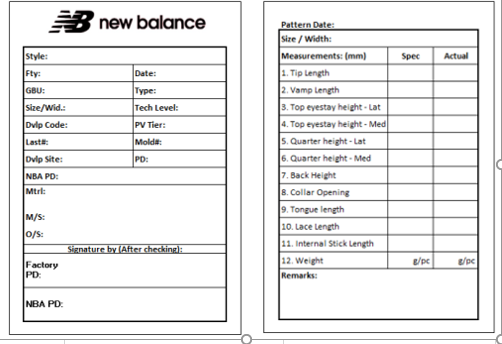 NB new balance
Style:
Fty: Date:
GBU: Type:
Size/Wid.: Tech Level:
Dvlp Code: PV Tier:
Last#: Mold#:
Dvlp Site: PD:
NBA PD:
Mtrl:
M/S:
O/S:
Signature by (After checking):
Factory
PD:
NBA PD:
Pattern Date:
Size / Width:
Measurements: (mm) Spec Actual
1. Tip Length
2. Vamp Length
3. Top eyestay height - Lat
4. Top eyestay height - Med
5. Quarter height - Lat
6. Quarter height - Med
7. Back Height
8. Collar Opening
9. Tongue length
10. Lace Length
11. Internal Stick Length
12. Weight g/pc g/pc
Remarks: